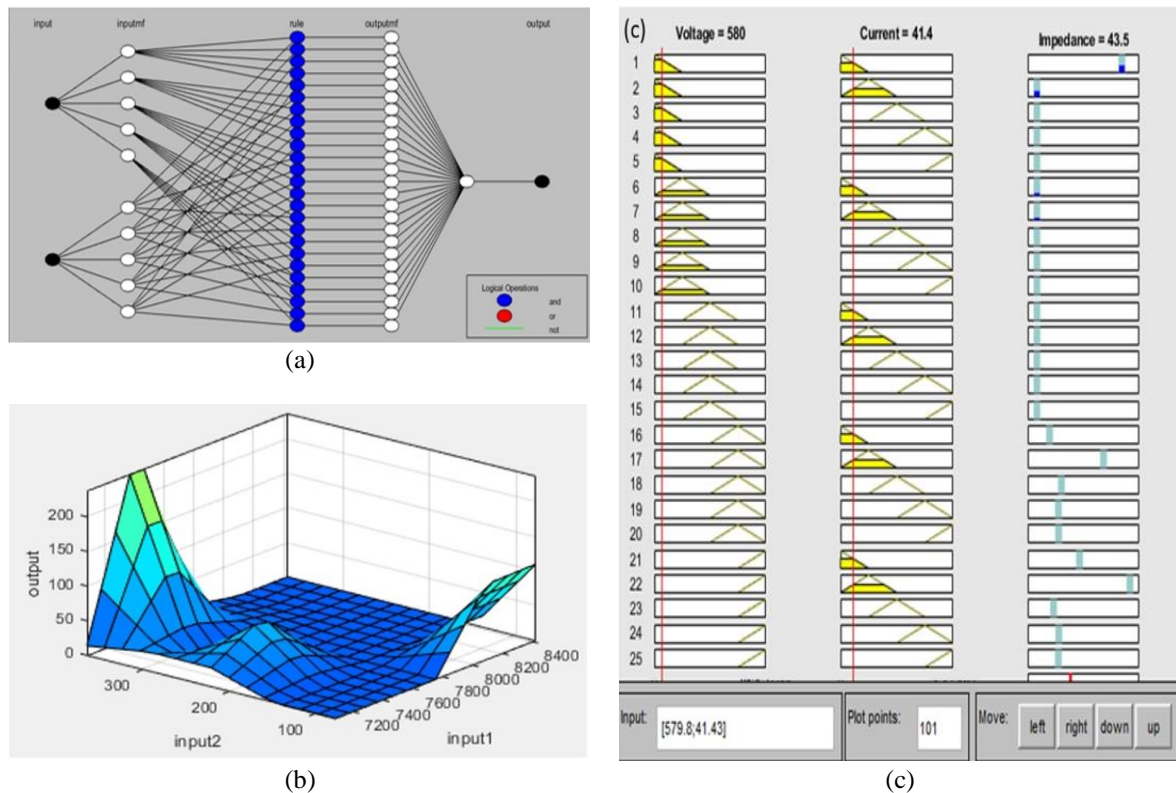 input
inputmf
rule
outputmf
output
Logical Operations
and
or
not
(a)
output
200
150
100
50
0
300
200
100
input2
7200
7400
7600
7800
8000
8200
8400
input1
(b)
(c)
Voltage = 580
Current = 41.4
Impedance = 43.5
1
2
3
4
5
6
7
8
9
10
11
12
13
14
15
16
17
18
19
20
21
22
23
24
25
Input:
[579.8;41.43]
Plot points:
101
Move:
left
right
down
up
(c)